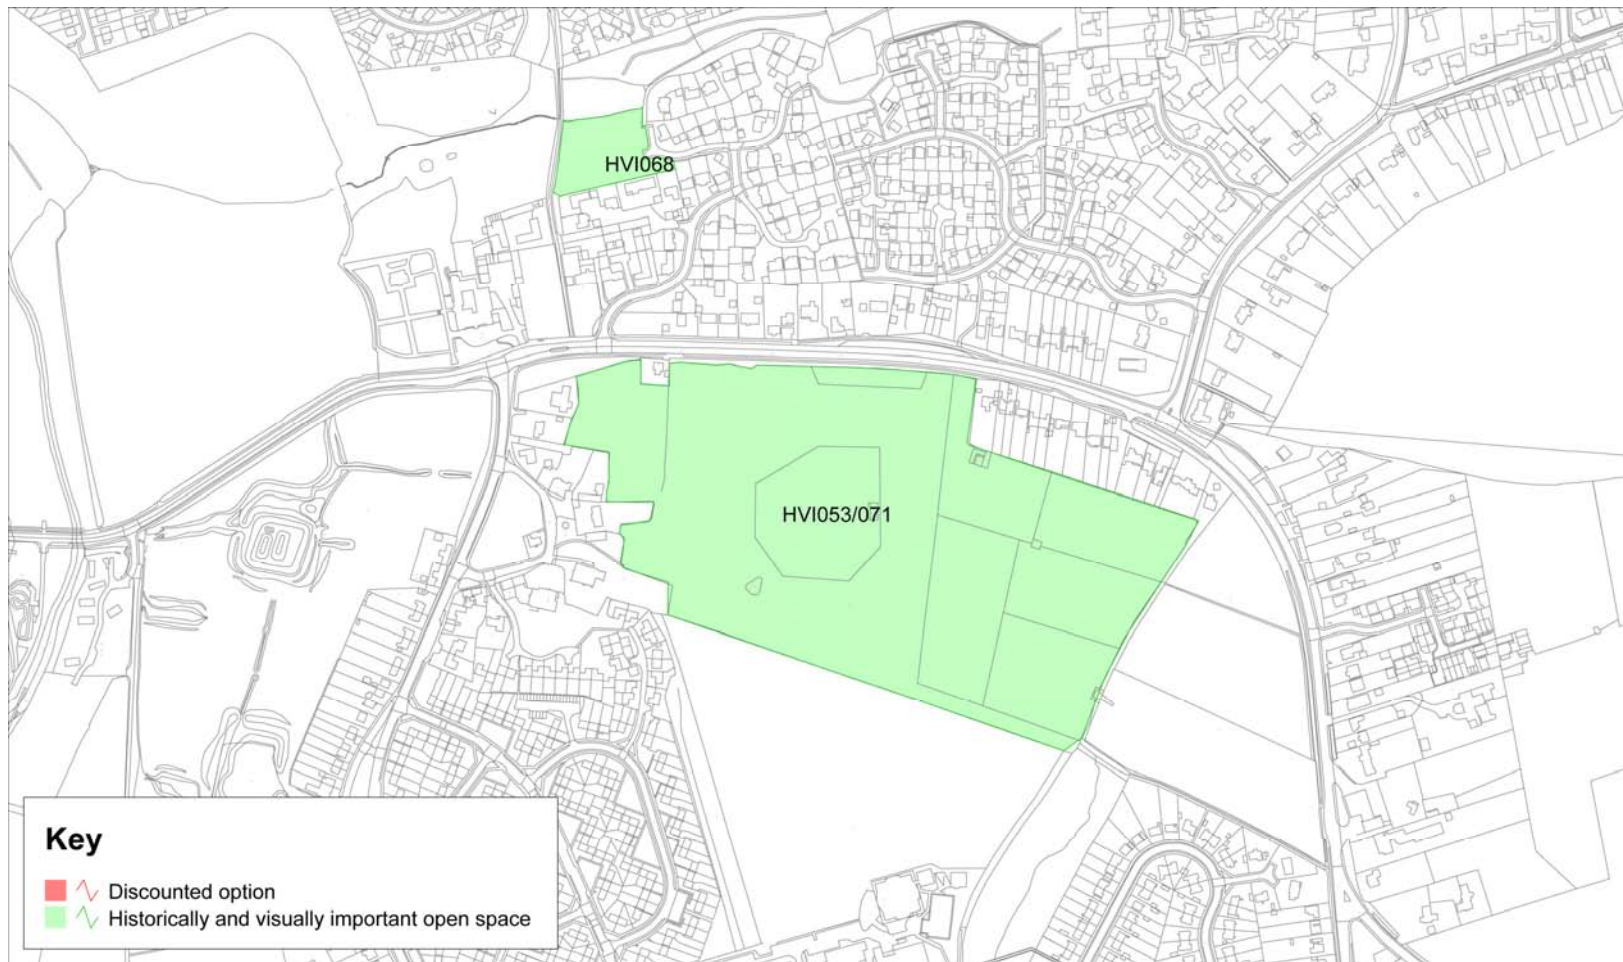 HVI068
HVI053/071
Key
Discounted option
Historically and visually important open space